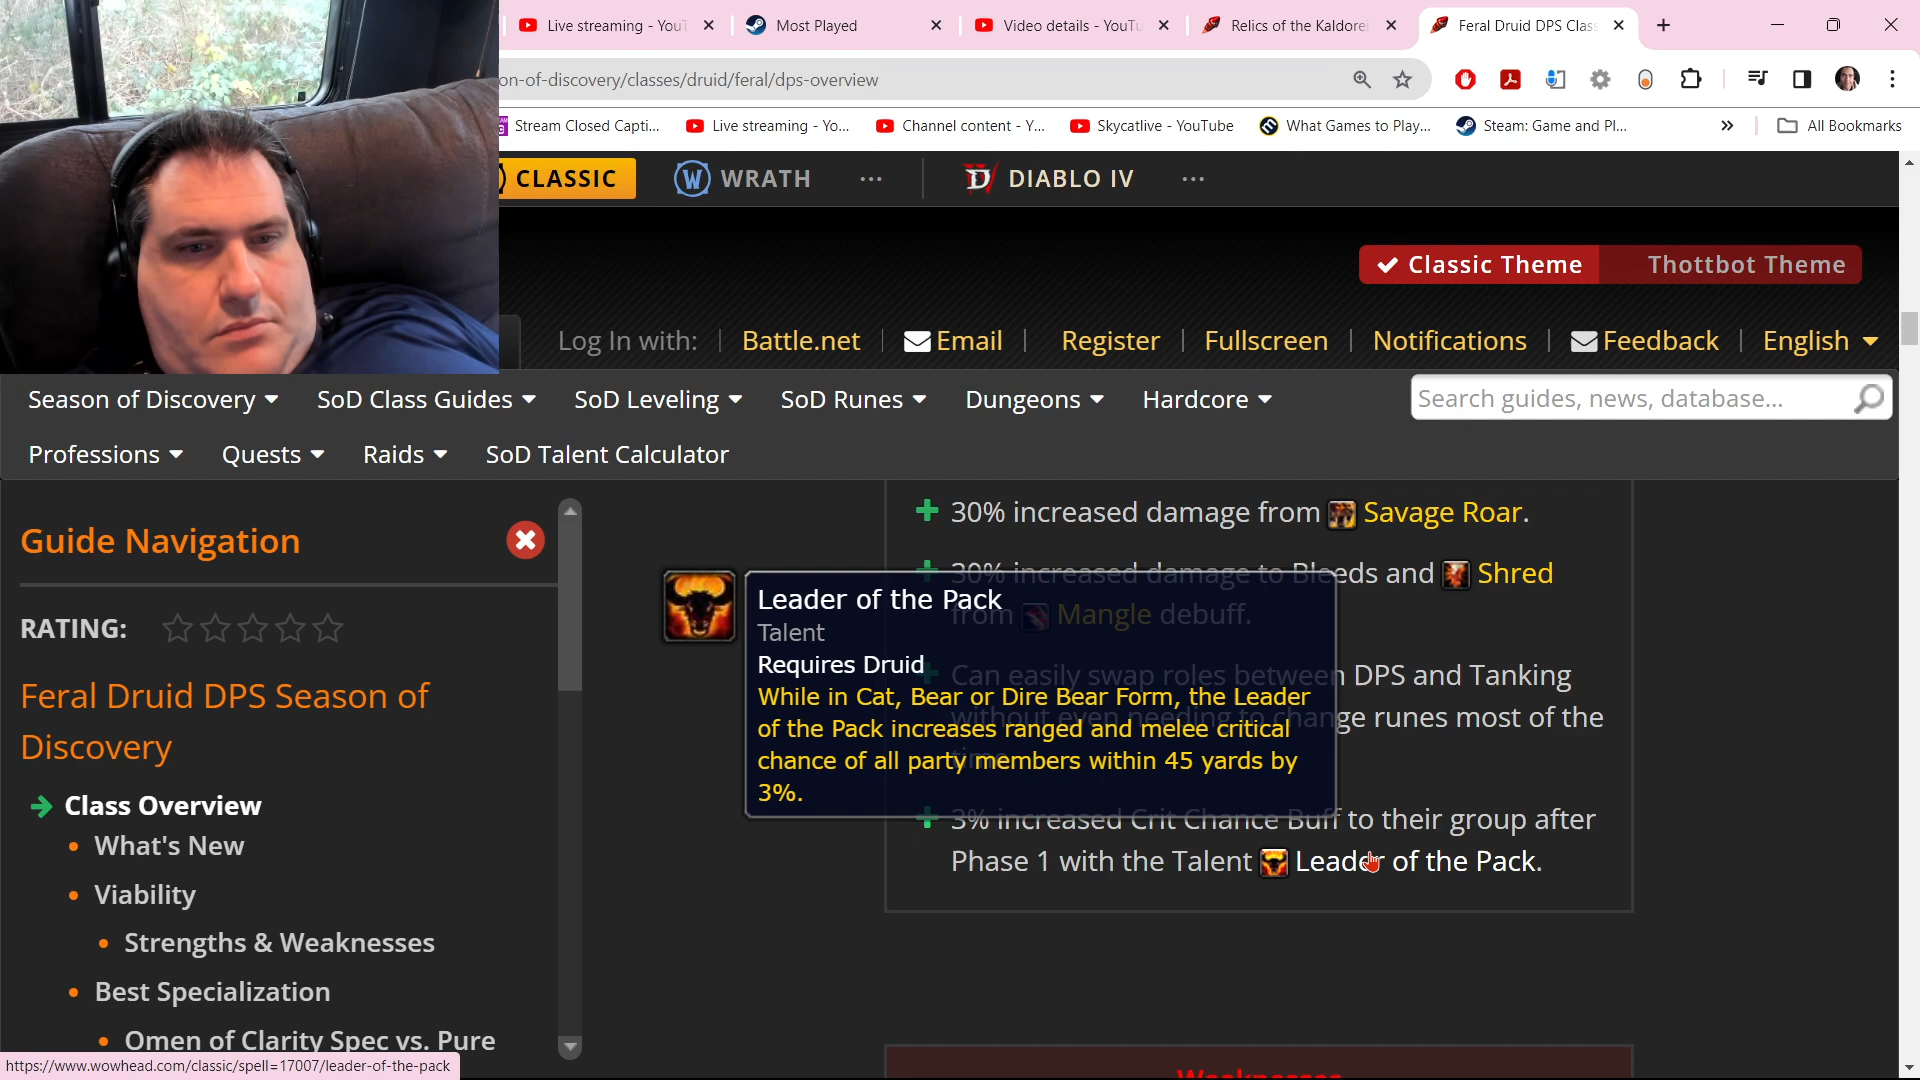 Live streaming - YouT
Most Played
Video details - YouTu
Relics of the Kaldorei
Feral Druid DPS Clas
on-of-discovery/classes/druid/feral/dps-overview
Stream Closed Capti...
Live streaming - Yo...
Channel content - Y...
Skycatlive - YouTube
What Games to Play...
Steam: Game and Pl...
All Bookmarks
CLASSIC
WRATH
DIABLO IV
Classic Theme
Thottbot Theme
Log In with:
Battle.net
Email
Register
Fullscreen
Notifications
Feedback
English
Season of Discovery
SoD Class Guides
SoD Leveling
SoD Runes
Dungeons
Hardcore
Search guides, news, database...
Professions
Quests
Raids
SoD Talent Calculator
Guide Navigation
RATING:
Feral Druid DPS Season of
Discovery
Class Overview
What's New
Viability
Strengths & Weaknesses
Best Specialization
Omen of Clarity Spec vs. Pure
30% increased damage from Savage Roar.
30% increased damage to Bleeds and Shred
from Mangle debuff.
Can easily swap roles between DPS and Tanking
without even needing to change runes most of the
time.
3% increased Crit Chance Buff to their group after
Phase 1 with the Talent Leader of the Pack.
Leader of the Pack
Talent
Requires Druid
While in Cat, Bear or Dire Bear Form, the Leader
of the Pack increases ranged and melee critical
chance of all party members within 45 yards by
3%.
Weaknesses
https://www.wowhead.com/classic/spell=17007/leader-of-the-pack